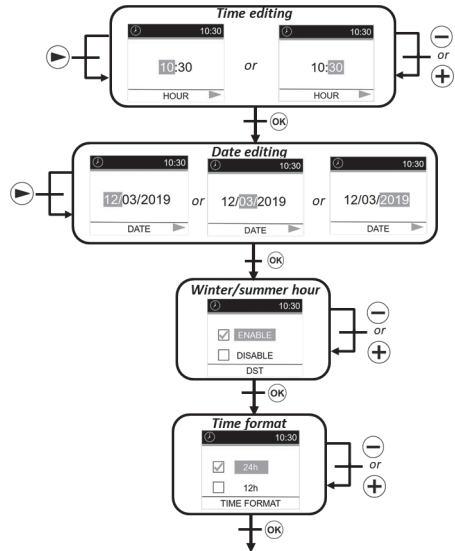 Time editing
10:30
10:30
10:30
or
10:30
HOUR
HOUR
or
OK
Date editing
10:30
10:30
10:30
12/03/2019
or
12/03/2019
or
12/03/2019
DATE
DATE
DATE
OK
Winter/summer hour
10:30
ENABLE
DISABLE
DST
or
OK
Time format
10:30
24h
12h
TIME FORMAT
or
OK